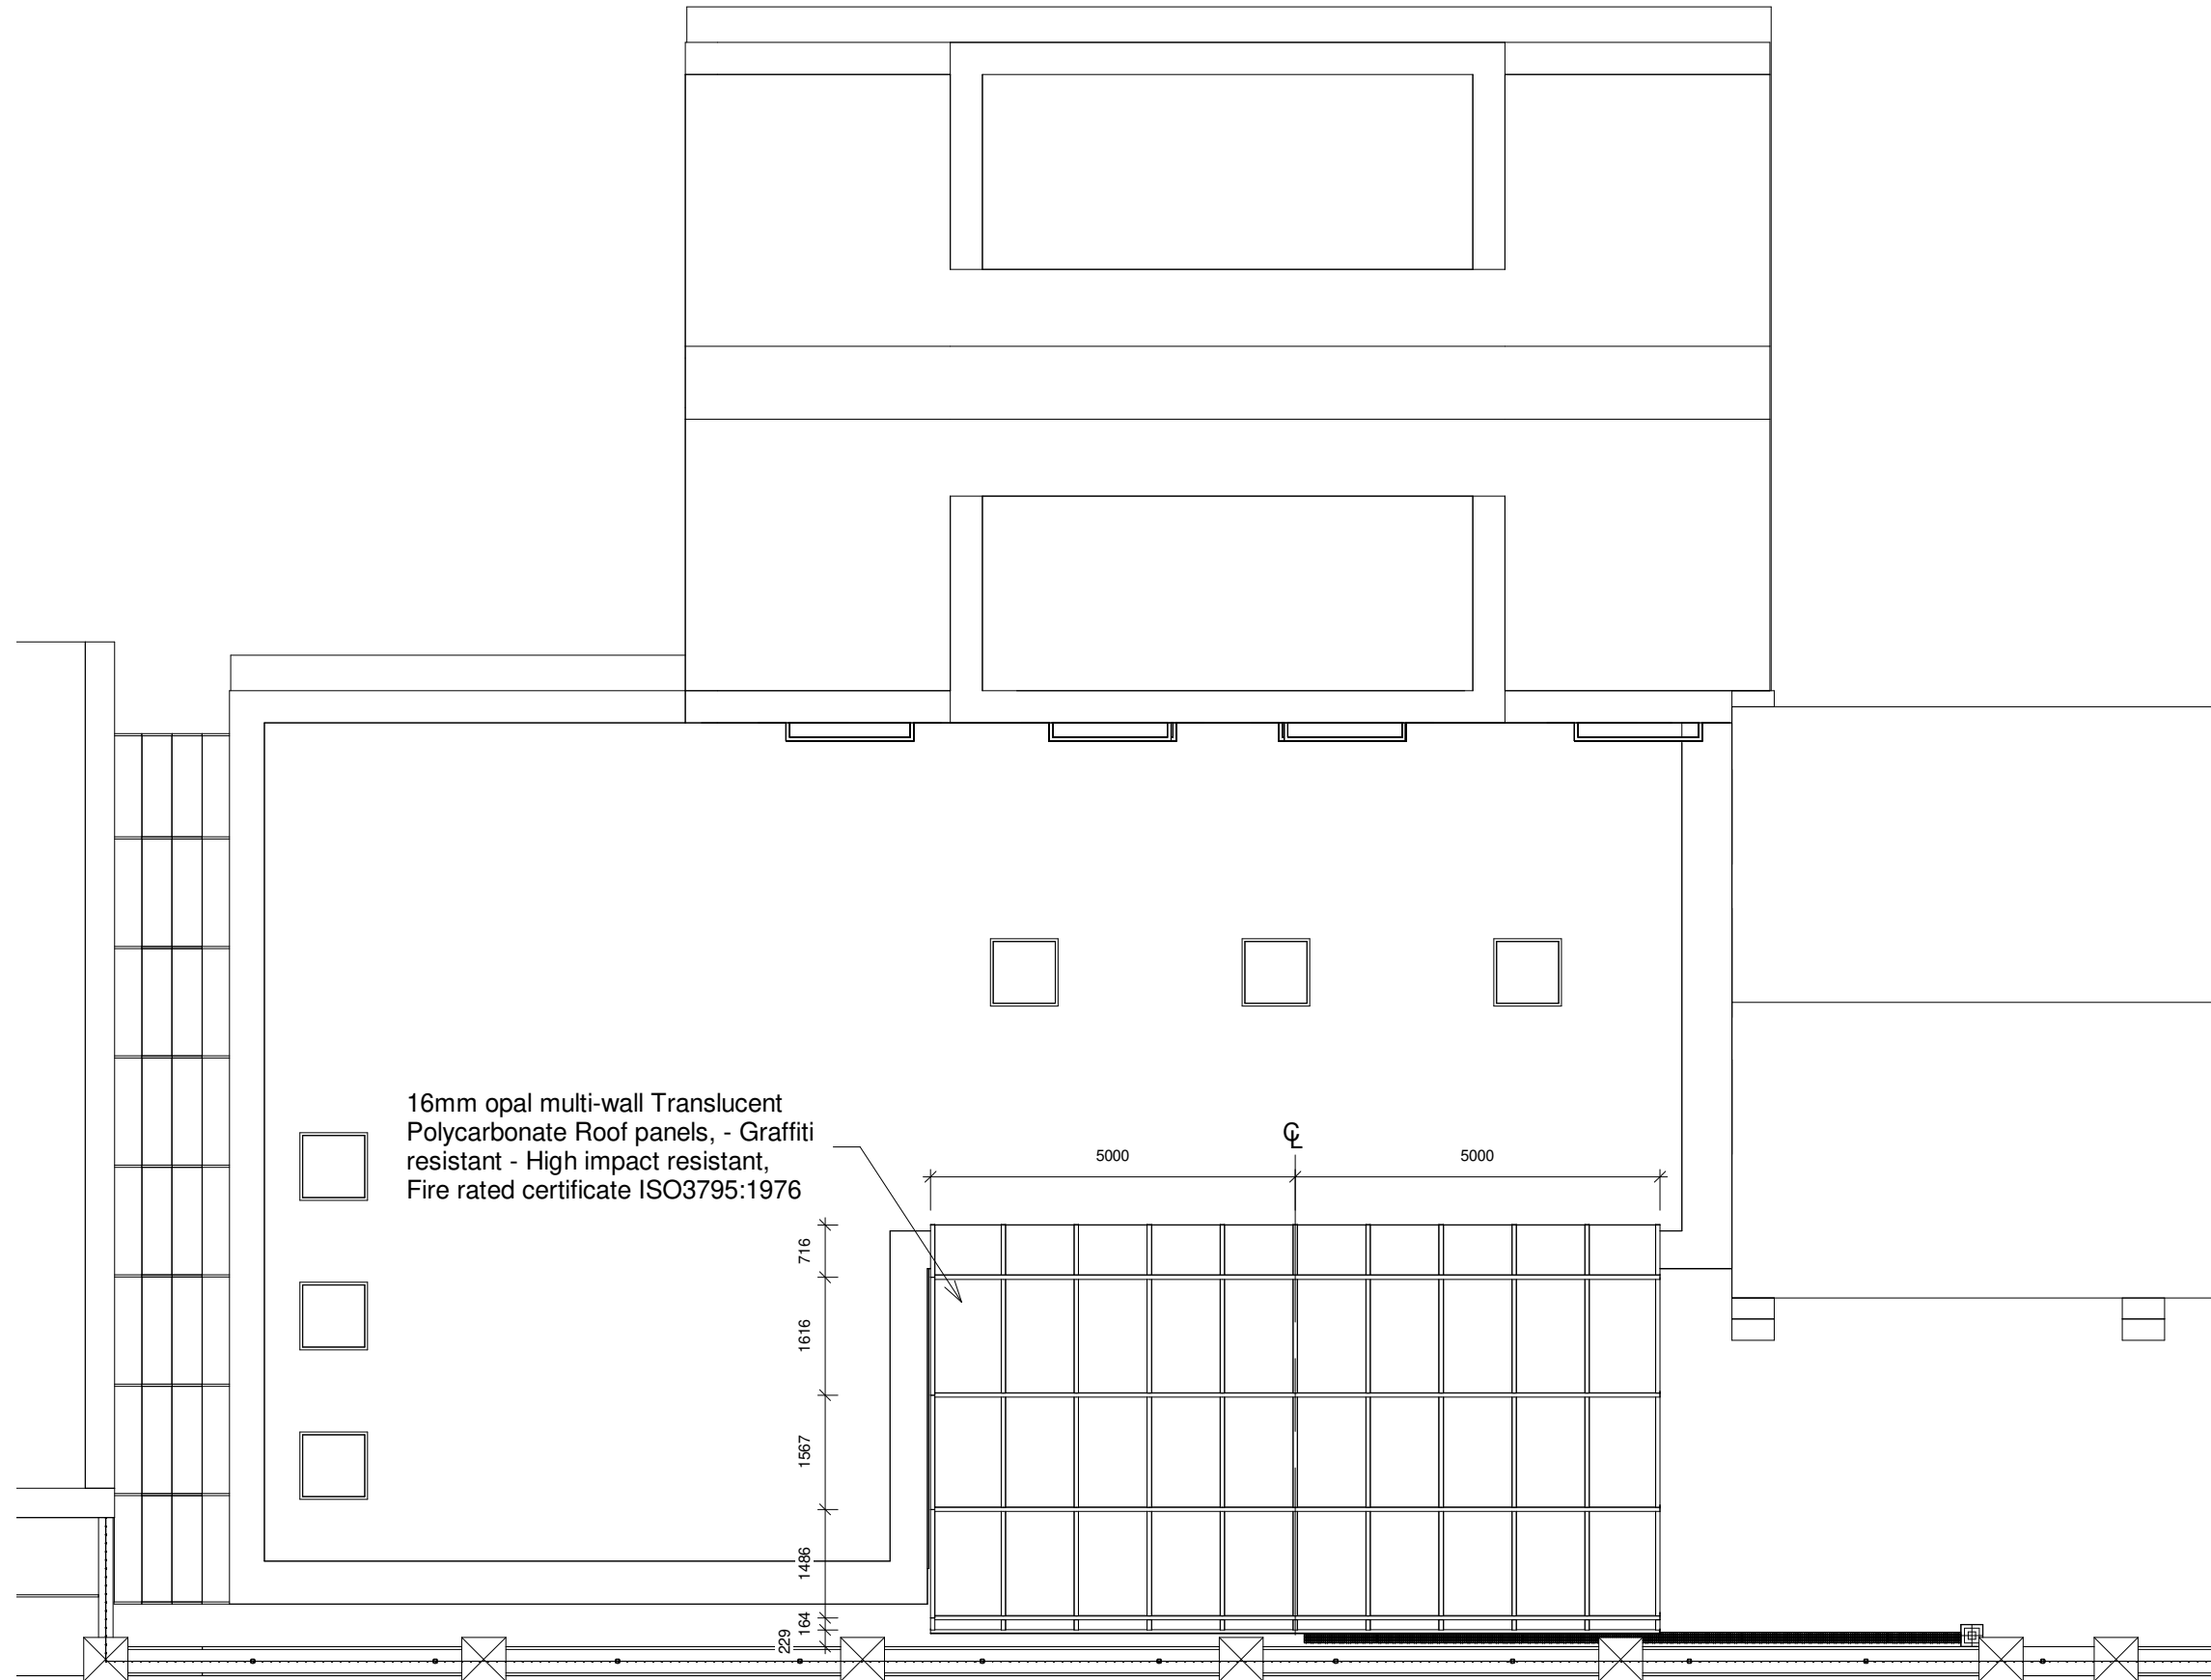 16mm opal multi-wall Translucent
Polycarbonate Roof panels, - Graffiti
resistant - High impact resistant,
Fire rated certificate ISO3795:1976
℄
5000
5000
716
1616
1567
1486
164
229